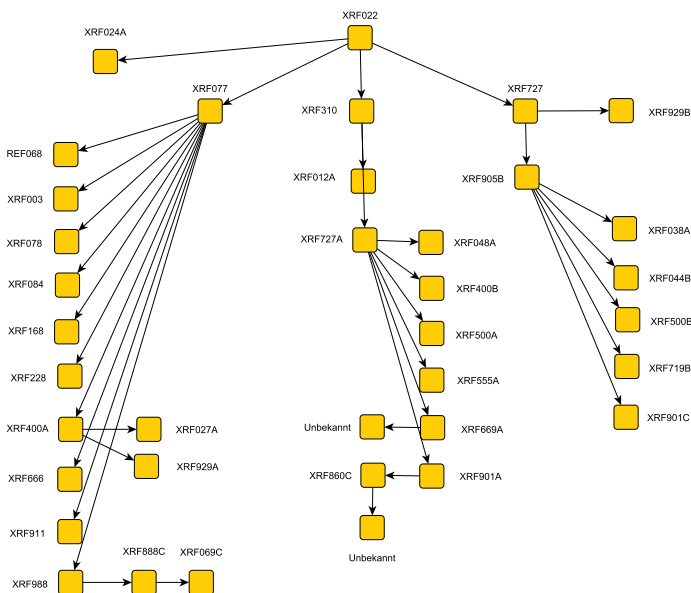 XRF022
XRF024A
XRF077
XRF727
XRF310
XRF929B
REF068
XRF012A
XRF905B
XRF003
XRF038A
XRF078
XRF727A
XRF048A
XRF044B
XRF084
XRF400B
XRF500B
XRF168
XRF500A
XRF719B
XRF228
XRF555A
XRF901C
XRF400A
XRF027A
Unbekannt
XRF669A
XRF929A
XRF666
XRF860C
XRF901A
XRF911
XRF888C
XRF069C
Unbekannt
XRF988